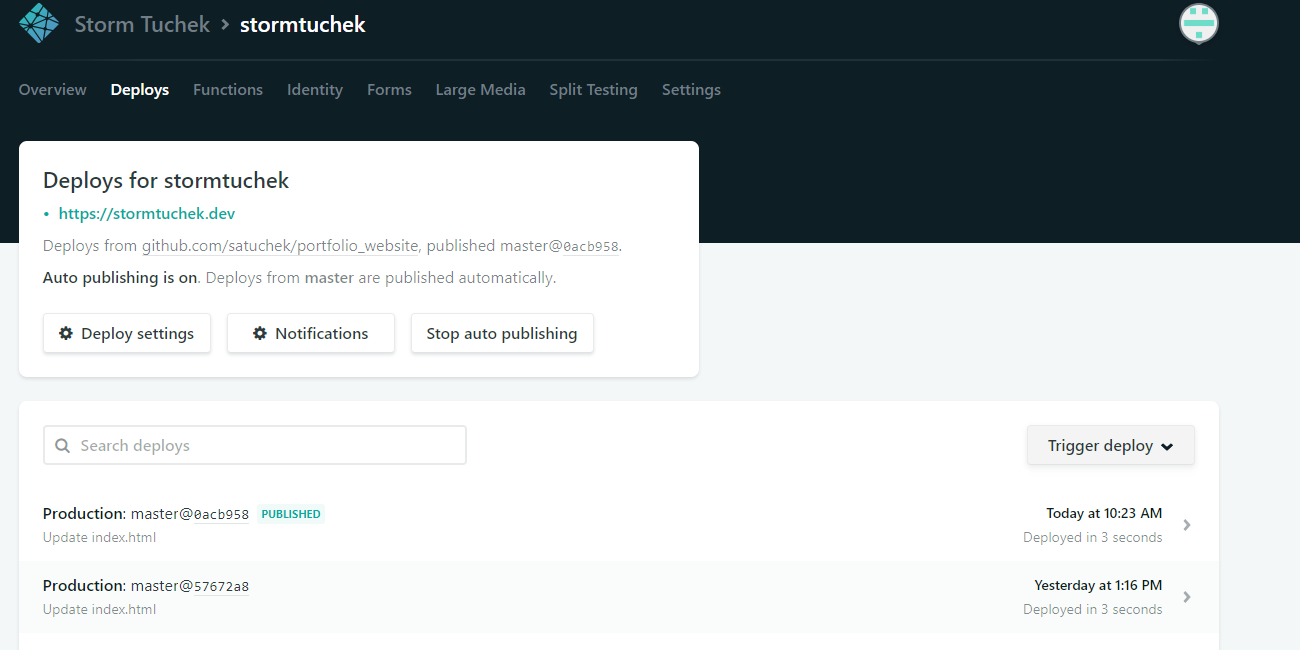 Storm Tuchek > stormtuchek
Overview Deploys Functions Identity Forms Large Media Split Testing Settings
Deploys for stormtuchek
• https://stormtuchek.dev
Deploys from github.com/satuchek/portfolio_website, published master@0acb958.
Auto publishing is on. Deploys from master are published automatically.
Deploy settings Notifications Stop auto publishing
Search deploys Trigger deploy
Production: master@0acb958 PUBLISHED Today at 10:23 AM
Update index.html Deployed in 3 seconds
Production: master@57672a8 Yesterday at 1:16 PM
Update index.html Deployed in 3 seconds